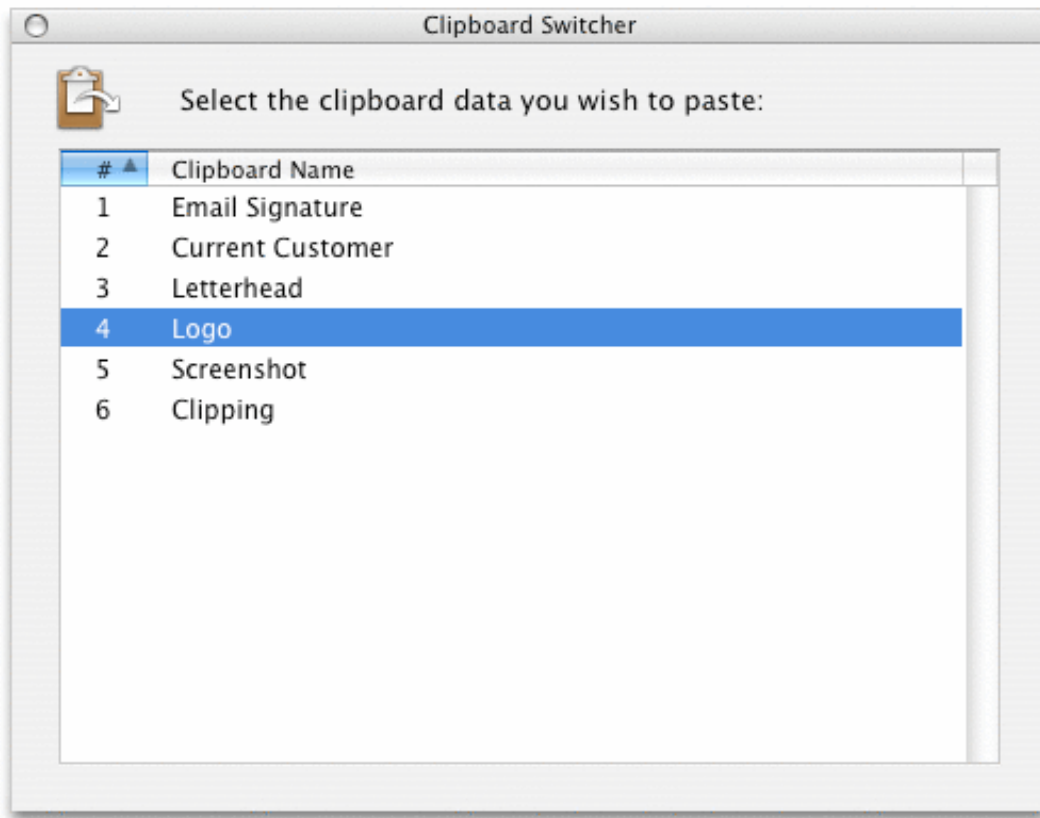 Clipboard Switcher
Select the clipboard data you wish to paste:
# Clipboard Name
1 Email Signature
2 Current Customer
3 Letterhead
4 Logo
5 Screenshot
6 Clipping